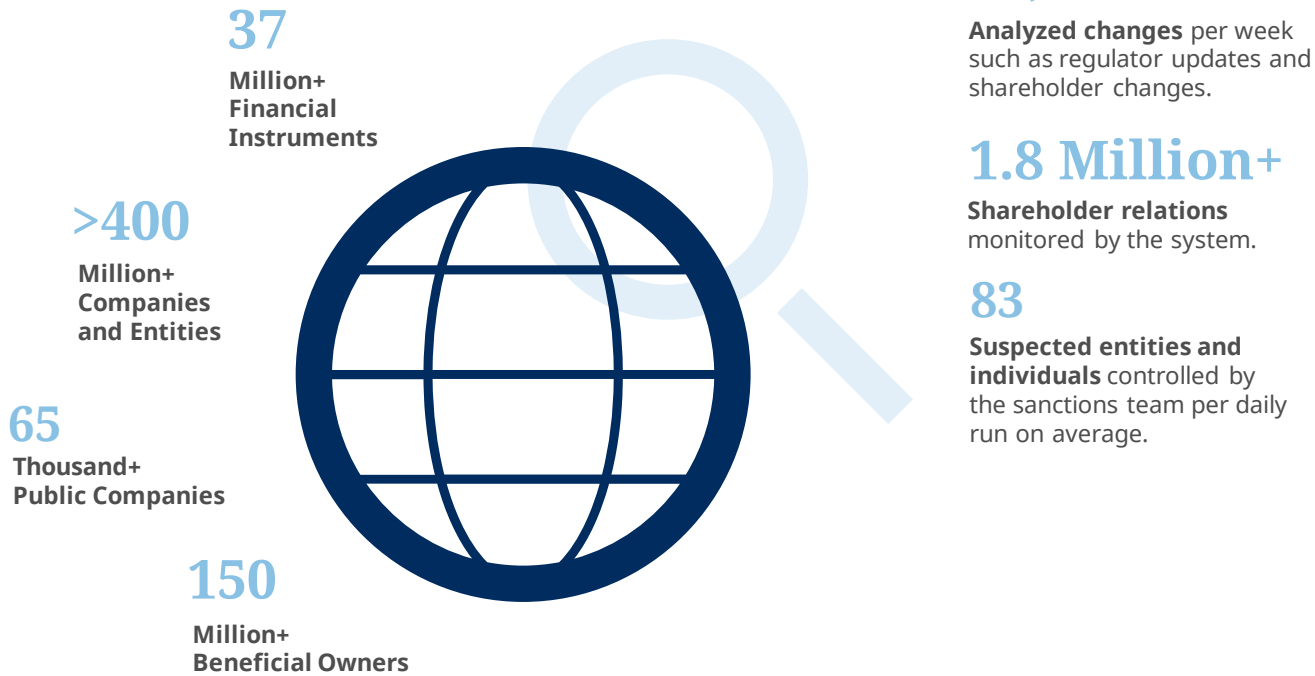 37
Million+
Financial
Instruments
>400
Million+
Companies
and Entities
65
Thousand+
Public Companies
150
Million+
Beneficial Owners
Analyzed changes per week
such as regulator updates and
shareholder changes.
1.8 Million+
Shareholder relations
monitored by the system.
83
Suspected entities and
individuals controlled by
the sanctions team per daily
run on average.